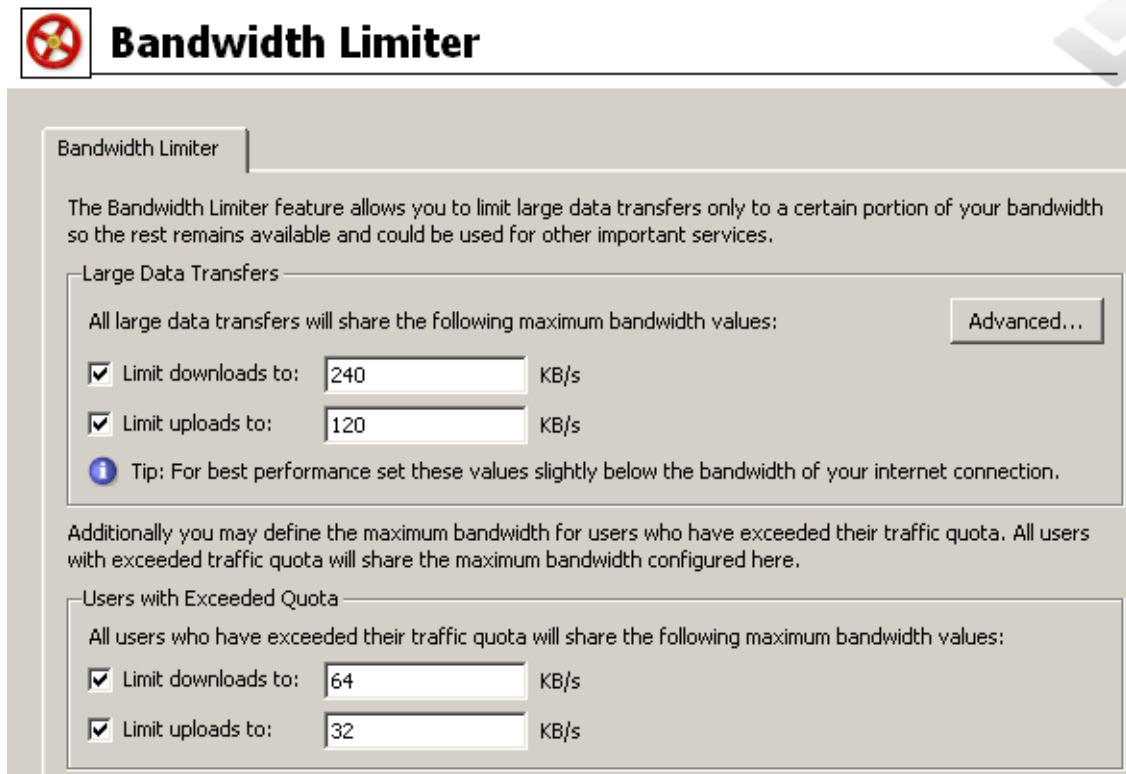 Bandwidth Limiter
Bandwidth Limiter
The Bandwidth Limiter feature allows you to limit large data transfers only to a certain portion of your bandwidth
so the rest remains available and could be used for other important services.
Large Data Transfers
All large data transfers will share the following maximum bandwidth values:
Advanced...
Limit downloads to: 240 KB/s
Limit uploads to: 120 KB/s
Tip: For best performance set these values slightly below the bandwidth of your internet connection.
Additionally you may define the maximum bandwidth for users who have exceeded their traffic quota. All users
with exceeded traffic quota will share the maximum bandwidth configured here.
Users with Exceeded Quota
All users who have exceeded their traffic quota will share the following maximum bandwidth values:
Limit downloads to: 64 KB/s
Limit uploads to: 32 KB/s